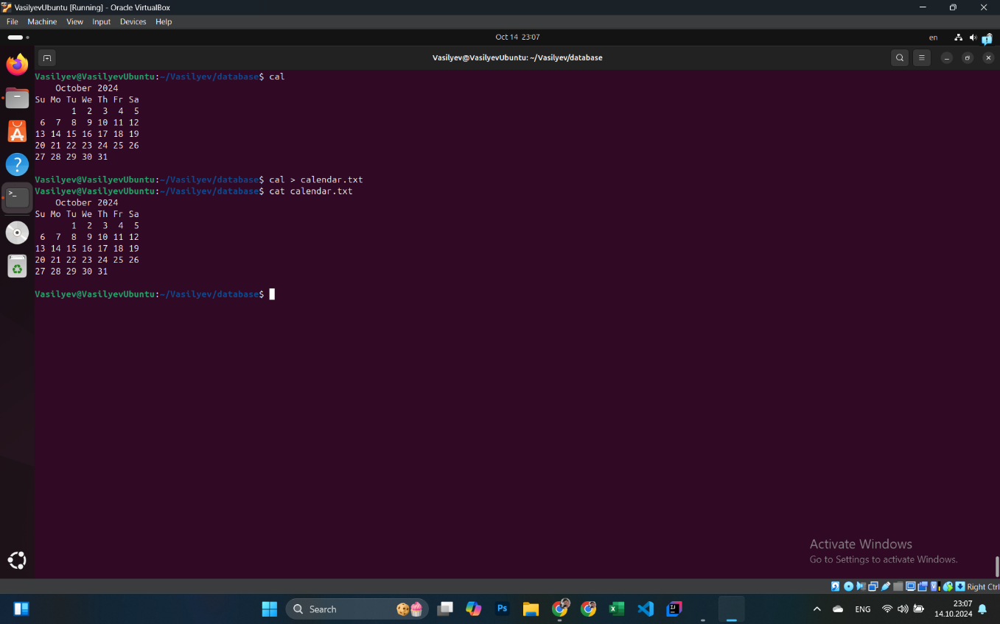 VasilyevUbuntu [Running] - Oracle VirtualBox
File Machine View Input Devices Help
Oct 14 23:07
en
Vasilyev@VasilyevUbuntu: ~/Vasilyev/database
Vasilyev@VasilyevUbuntu:~/Vasilyev/database$ cal
    October 2024
Su Mo Tu We Th Fr Sa
       1  2  3  4  5
 6  7  8  9 10 11 12
13 14 15 16 17 18 19
20 21 22 23 24 25 26
27 28 29 30 31
Vasilyev@VasilyevUbuntu:~/Vasilyev/database$ cal > calendar.txt
Vasilyev@VasilyevUbuntu:~/Vasilyev/database$ cat calendar.txt
    October 2024
Su Mo Tu We Th Fr Sa
       1  2  3  4  5
 6  7  8  9 10 11 12
13 14 15 16 17 18 19
20 21 22 23 24 25 26
27 28 29 30 31
Vasilyev@VasilyevUbuntu:~/Vasilyev/database$
Activate Windows
Go to Settings to activate Windows.
Right Ctrl
Search
Ps
IJ
ENG
23:07
14.10.2024